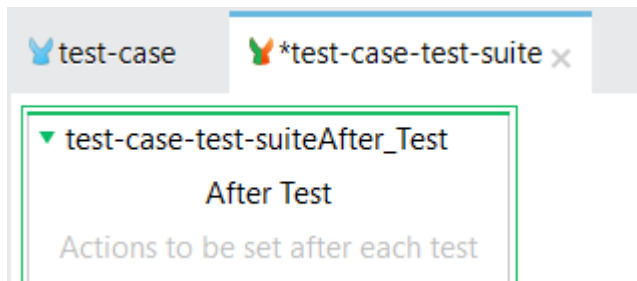 test-case
*test-case-test-suite
test-case-test-suiteAfter_Test
After Test
Actions to be set after each test